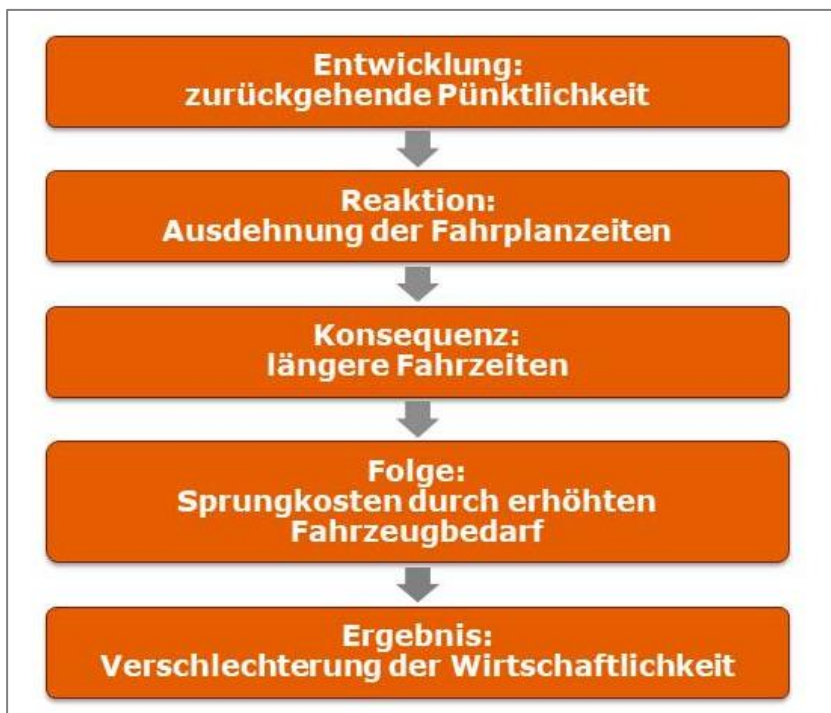 Entwicklung:
zurückgehende Pünktlichkeit
Reaktion:
Ausdehnung der Fahrplanzeiten
Konsequenz:
längere Fahrzeiten
Folge:
Sprungkosten durch erhöhten
Fahrzeugbedarf
Ergebnis:
Verschlechterung der Wirtschaftlichkeit